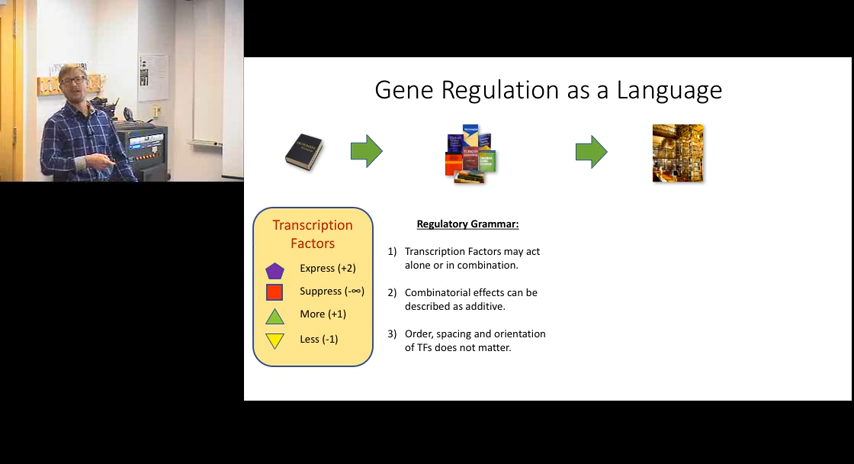 Gene Regulation as a Language
Transcription
Factors
Express (+2)
Suppress (-∞)
More (+1)
Less (-1)
Regulatory Grammar:
1) Transcription Factors may act
alone or in combination.
2) Combinatorial effects can be
described as additive.
3) Order, spacing and orientation
of TFs does not matter.